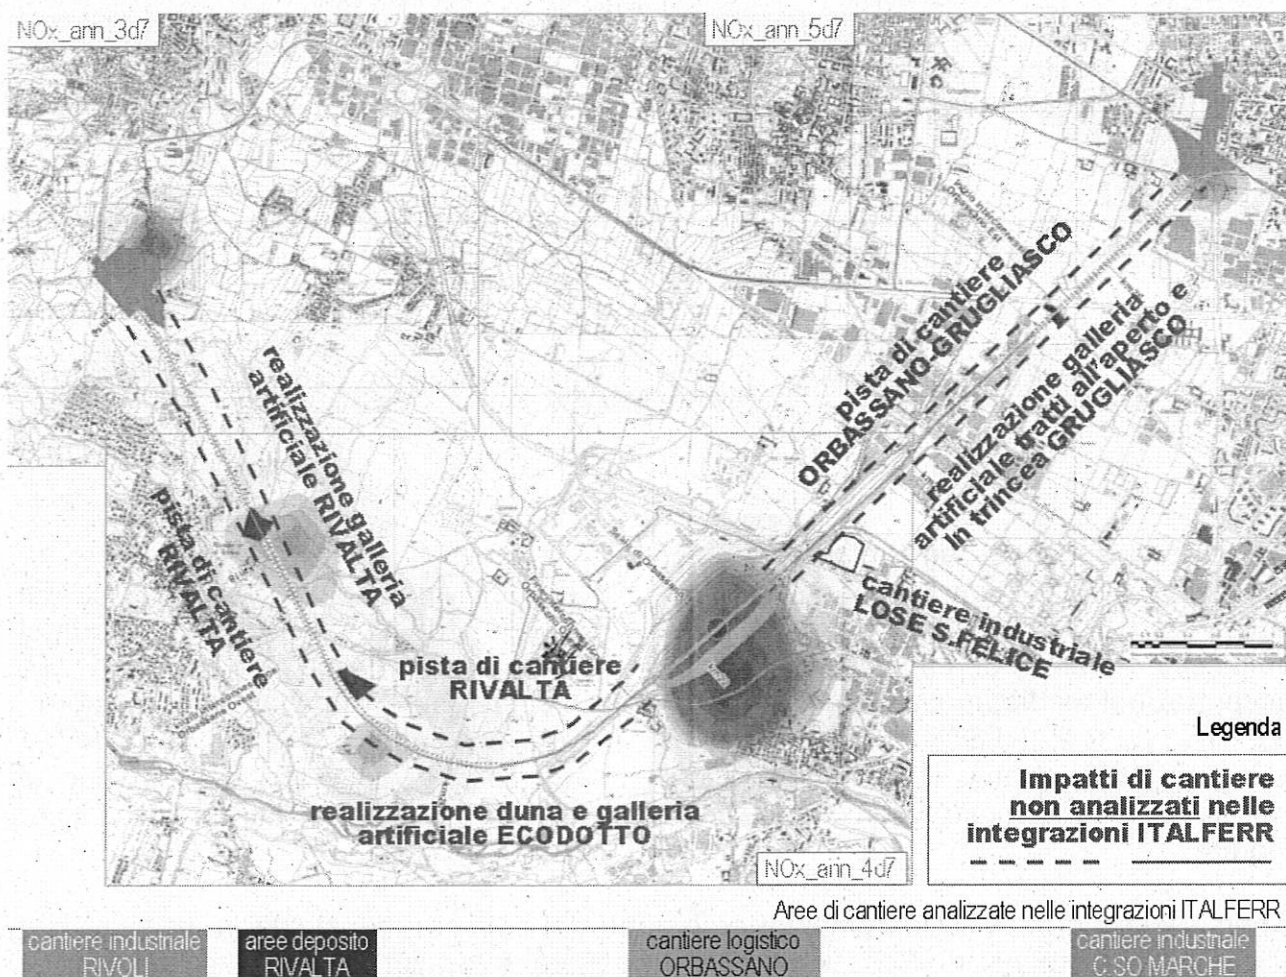 NOx_ann_3d7
NOx_ann_5d7
pista di cantiere
ORBASSANO-GRUGLIASCO
realizzazione galleria
artificiale tratti all'aperto e
In trincea GRUGLIASCO
realizzazione galleria
artificiale RIVALTA
pista di cantiere
RIVALTA
cantiere industriale
LOSE S.FELICE
pista di cantiere
RIVALTA
realizzazione duna e galleria
artificiale ECODOTTO
NOx_ann_4d7
Legenda
Impatti di cantiere
non analizzati nelle
integrazioni ITALFERR
Aree di cantiere analizzate nelle integrazioni ITALFERR
cantiere industriale
RIVOLI
aree deposito
RIVALTA
cantiere logistico
ORBASSANO
cantiere industriale
C.SO MARCHE